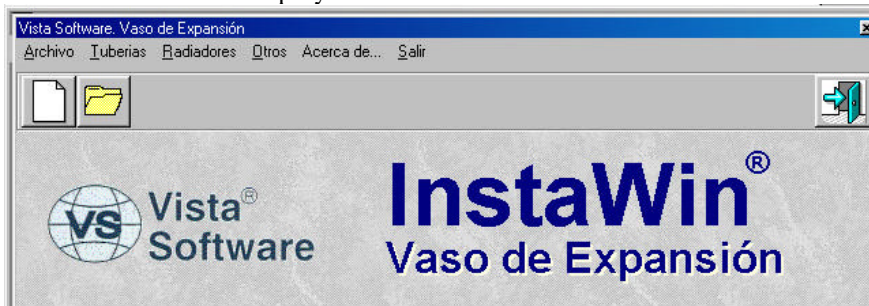 Vista Software. Vaso de Expansión
Archivo Tuberias Radiadores Otros Acerca de... Salir
VS Vista® Software
InstaWin®
Vaso de Expansión